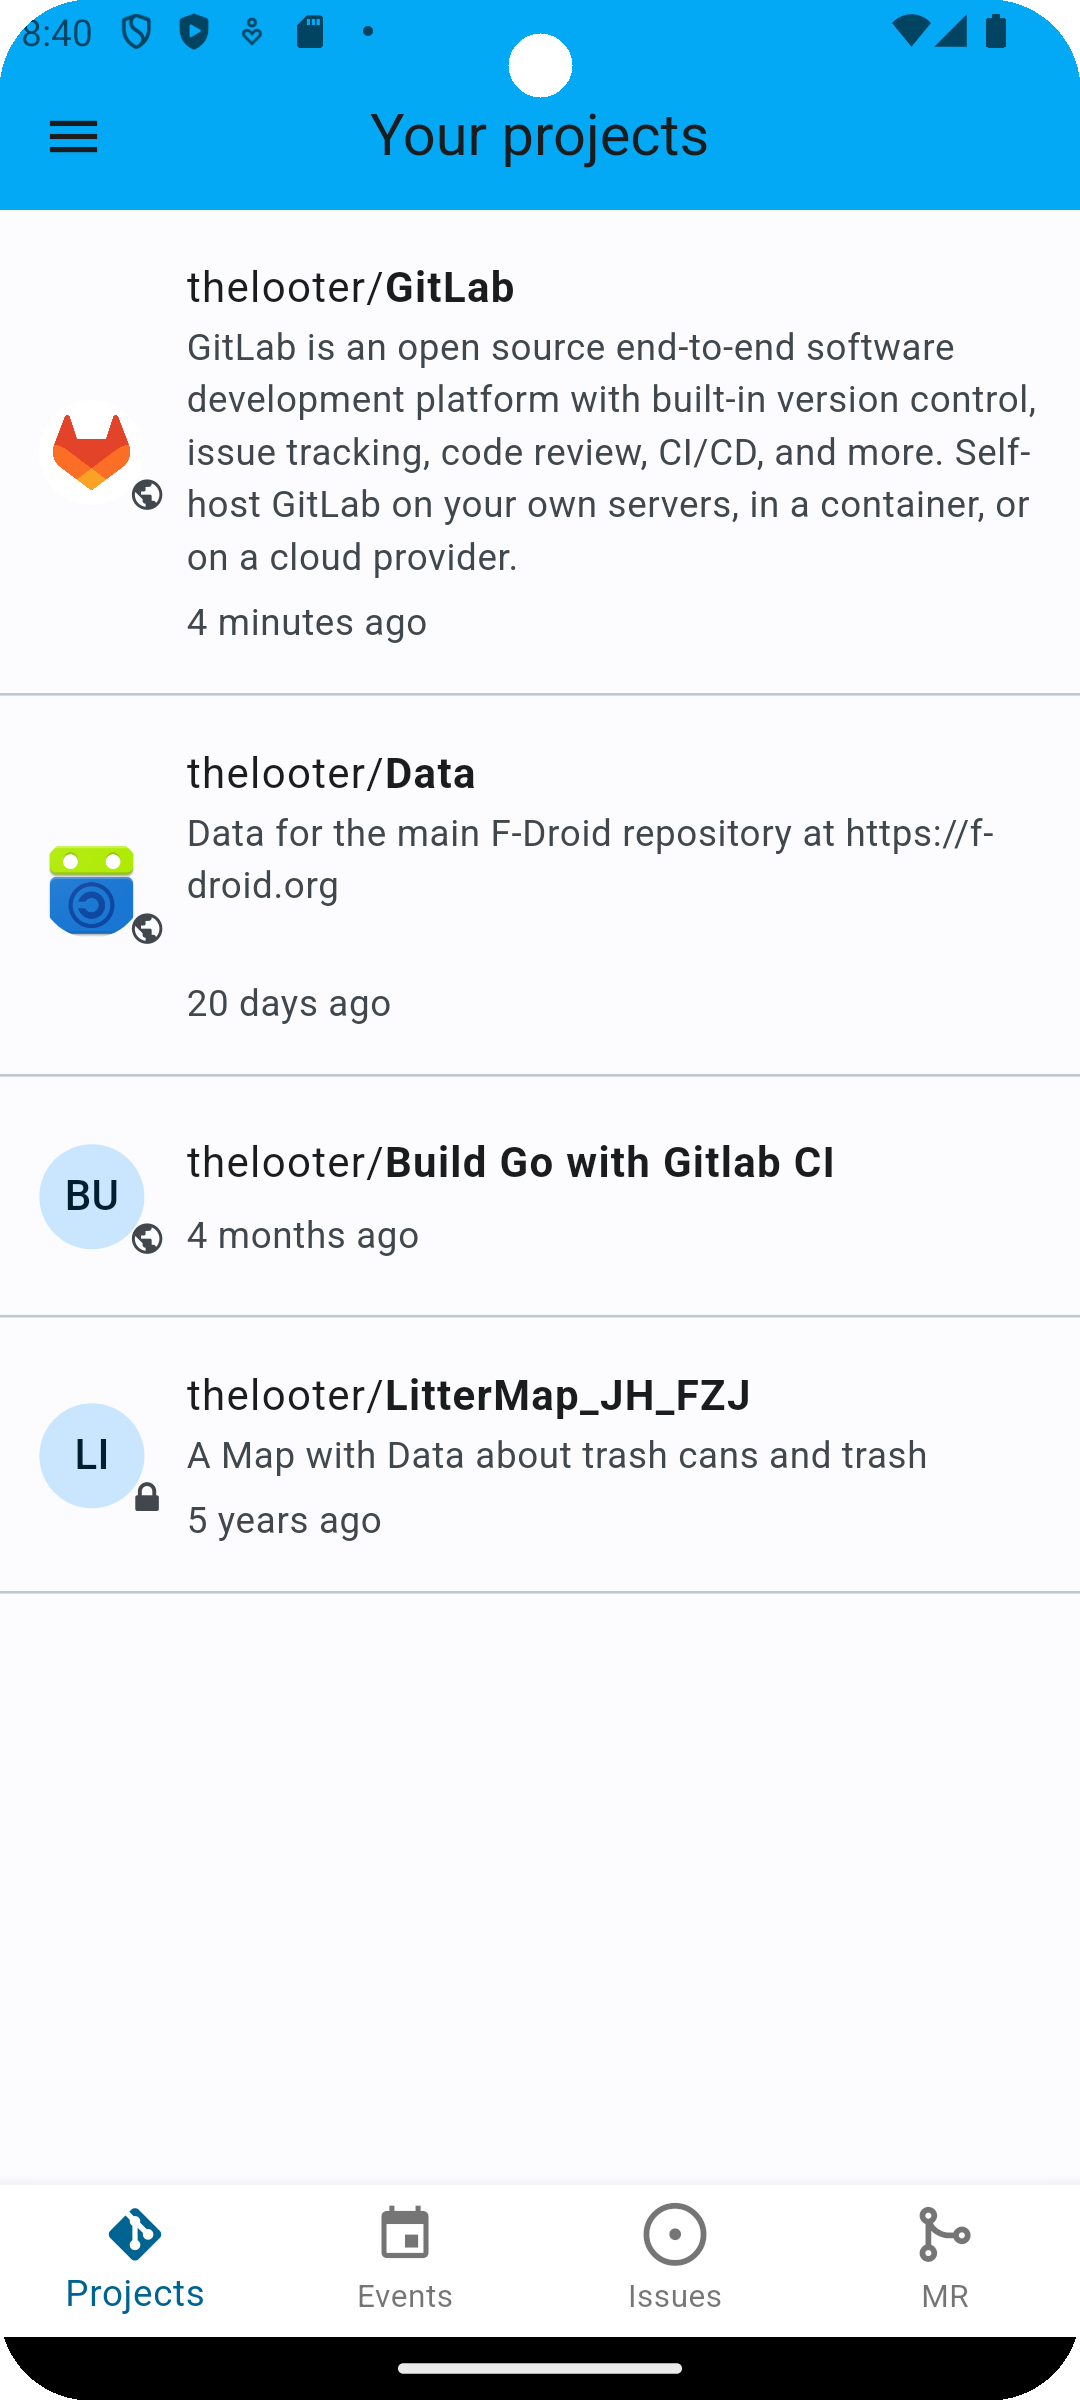 8:40
Your projects
thelooter/GitLab
GitLab is an open source end-to-end software
development platform with built-in version control,
issue tracking, code review, CI/CD, and more. Self-
host GitLab on your own servers, in a container, or
on a cloud provider.
4 minutes ago
thelooter/Data
Data for the main F-Droid repository at https://f-
droid.org
20 days ago
BU
thelooter/Build Go with Gitlab CI
4 months ago
LI
thelooter/LitterMap_JH_FZJ
A Map with Data about trash cans and trash
5 years ago
Projects
Events
Issues
MR